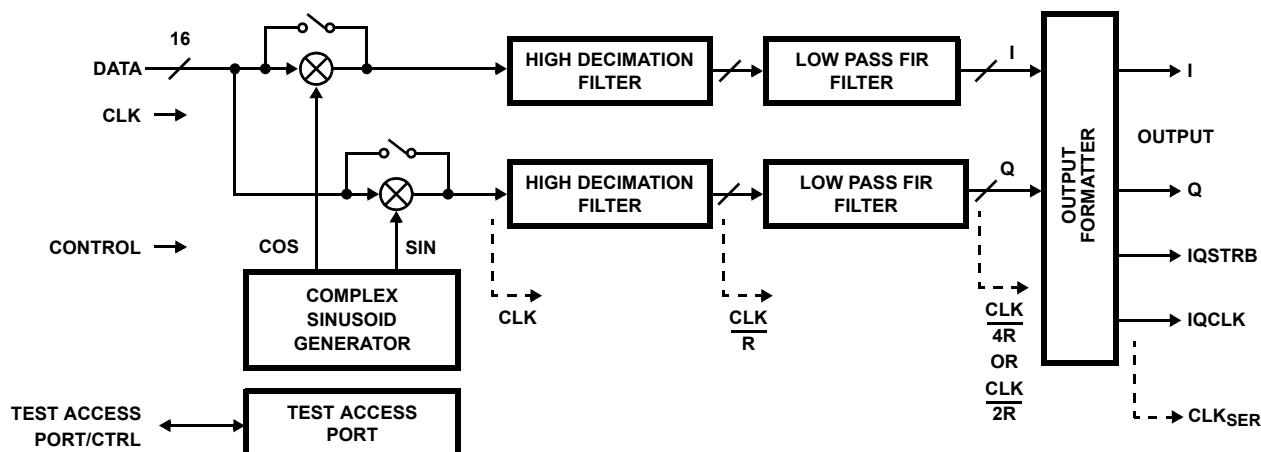 16
DATA
CLK
CONTROL
COS
SIN
COMPLEX
SINUSOID
GENERATOR
TEST ACCESS
PORT/CTRL
TEST ACCESS
PORT
HIGH DECIMATION
FILTER
LOW PASS FIR
FILTER
I
HIGH DECIMATION
FILTER
LOW PASS FIR
FILTER
Q
CLK
CLK
R
CLK
4R
OR
CLK
2R
OUTPUT
FORMATTER
I
OUTPUT
Q
IQSTRB
IQCLK
CLKSER